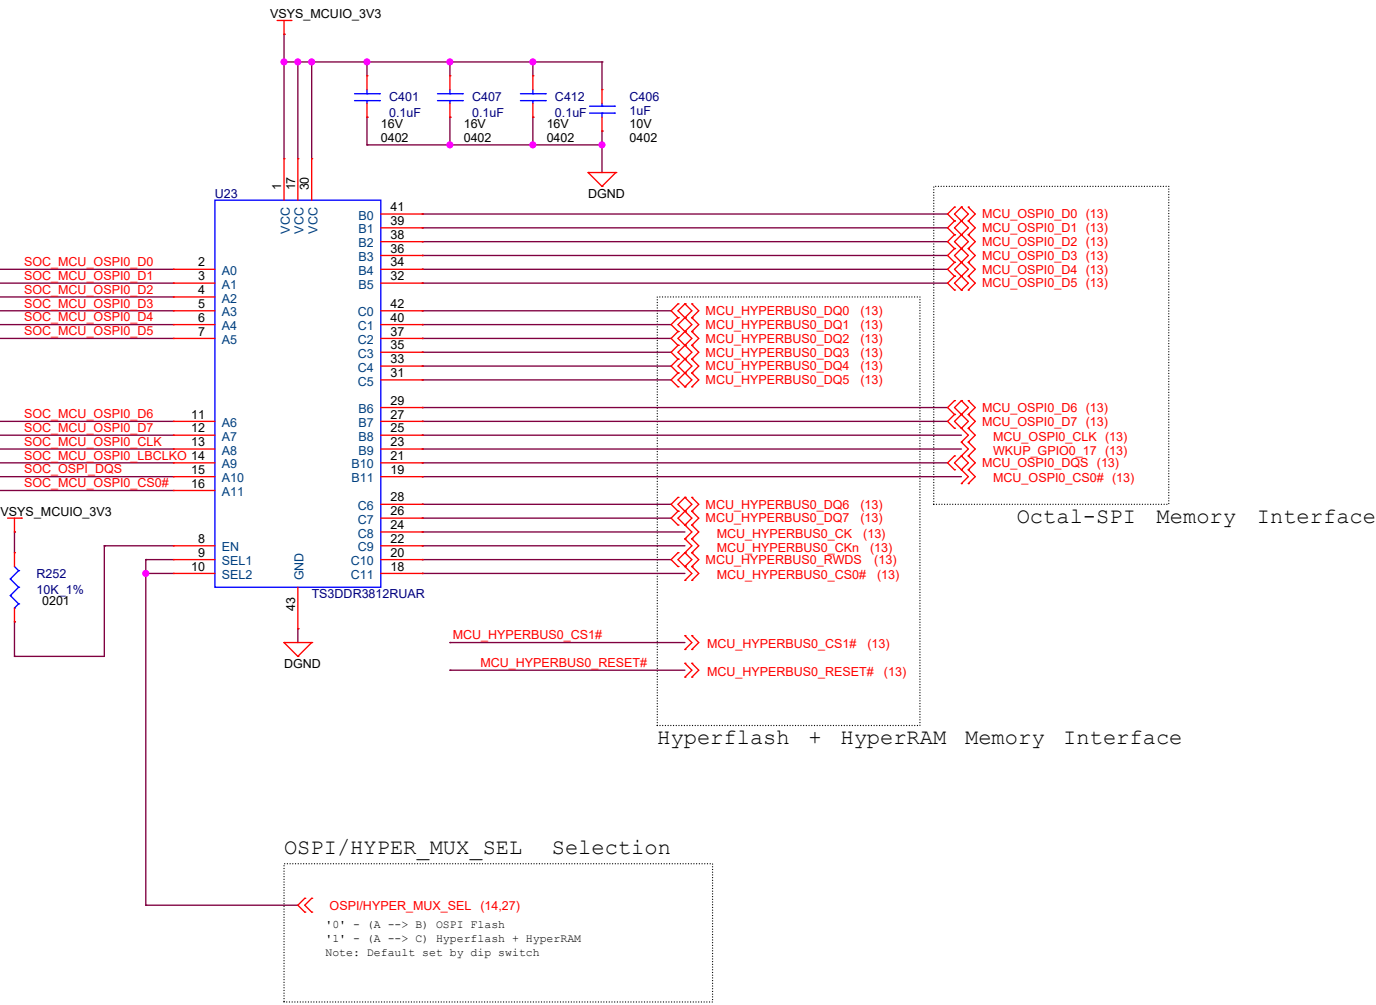 VSYS_MCUIO_3V3
C401
0.1uF
16V
0402
C407
0.1uF
16V
0402
C412
0.1uF
16V
0402
C406
1uF
10V
0402
DGND
1
17
30
U23
VCC
VCC
VCC
SOC_MCU_OSPI0_D0 2 A0
SOC_MCU_OSPI0_D1 3 A1
SOC_MCU_OSPI0_D2 4 A2
SOC_MCU_OSPI0_D3 5 A3
SOC_MCU_OSPI0_D4 6 A4
SOC_MCU_OSPI0_D5 7 A5
SOC_MCU_OSPI0_D6 11 A6
SOC_MCU_OSPI0_D7 12 A7
SOC_MCU_OSPI0_CLK 13 A8
SOC_MCU_OSPI0_LBCLKO 14 A9
SOC_OSPI_DQS 15 A10
SOC_MCU_OSPI0_CS0# 16 A11
VSYS_MCUIO_3V3
8 EN
9 SEL1
10 SEL2
R252
10K_1%
0201
GND
43
DGND
TS3DDR3812RUAR
B0 41 MCU_OSPI0_D0 (13)
B1 39 MCU_OSPI0_D1 (13)
B2 38 MCU_OSPI0_D2 (13)
B3 36 MCU_OSPI0_D3 (13)
B4 34 MCU_OSPI0_D4 (13)
B5 32 MCU_OSPI0_D5 (13)
C0 42 MCU_HYPERBUS0_DQ0 (13)
C1 40 MCU_HYPERBUS0_DQ1 (13)
C2 37 MCU_HYPERBUS0_DQ2 (13)
C3 35 MCU_HYPERBUS0_DQ3 (13)
C4 33 MCU_HYPERBUS0_DQ4 (13)
C5 31 MCU_HYPERBUS0_DQ5 (13)
B6 29 MCU_OSPI0_D6 (13)
B7 27 MCU_OSPI0_D7 (13)
B8 25 MCU_OSPI0_CLK (13)
B9 23 WKUP_GPIO0_17 (13)
B10 21 MCU_OSPI0_DQS (13)
B11 19 MCU_OSPI0_CS0# (13)
C6 28 MCU_HYPERBUS0_DQ6 (13)
C7 26 MCU_HYPERBUS0_DQ7 (13)
C8 24 MCU_HYPERBUS0_CK (13)
C9 22 MCU_HYPERBUS0_CKn (13)
C10 20 MCU_HYPERBUS0_RWDS (13)
C11 18 MCU_HYPERBUS0_CS0# (13)
Octal-SPI Memory Interface
MCU_HYPERBUS0_CS1# MCU_HYPERBUS0_CS1# (13)
MCU_HYPERBUS0_RESET# MCU_HYPERBUS0_RESET# (13)
Hyperflash + HyperRAM Memory Interface
OSPI/HYPER_MUX_SEL Selection
OSPI/HYPER_MUX_SEL (14,27)
'0' - (A --> B) OSPI Flash
'1' - (A --> C) Hyperflash + HyperRAM
Note: Default set by dip switch